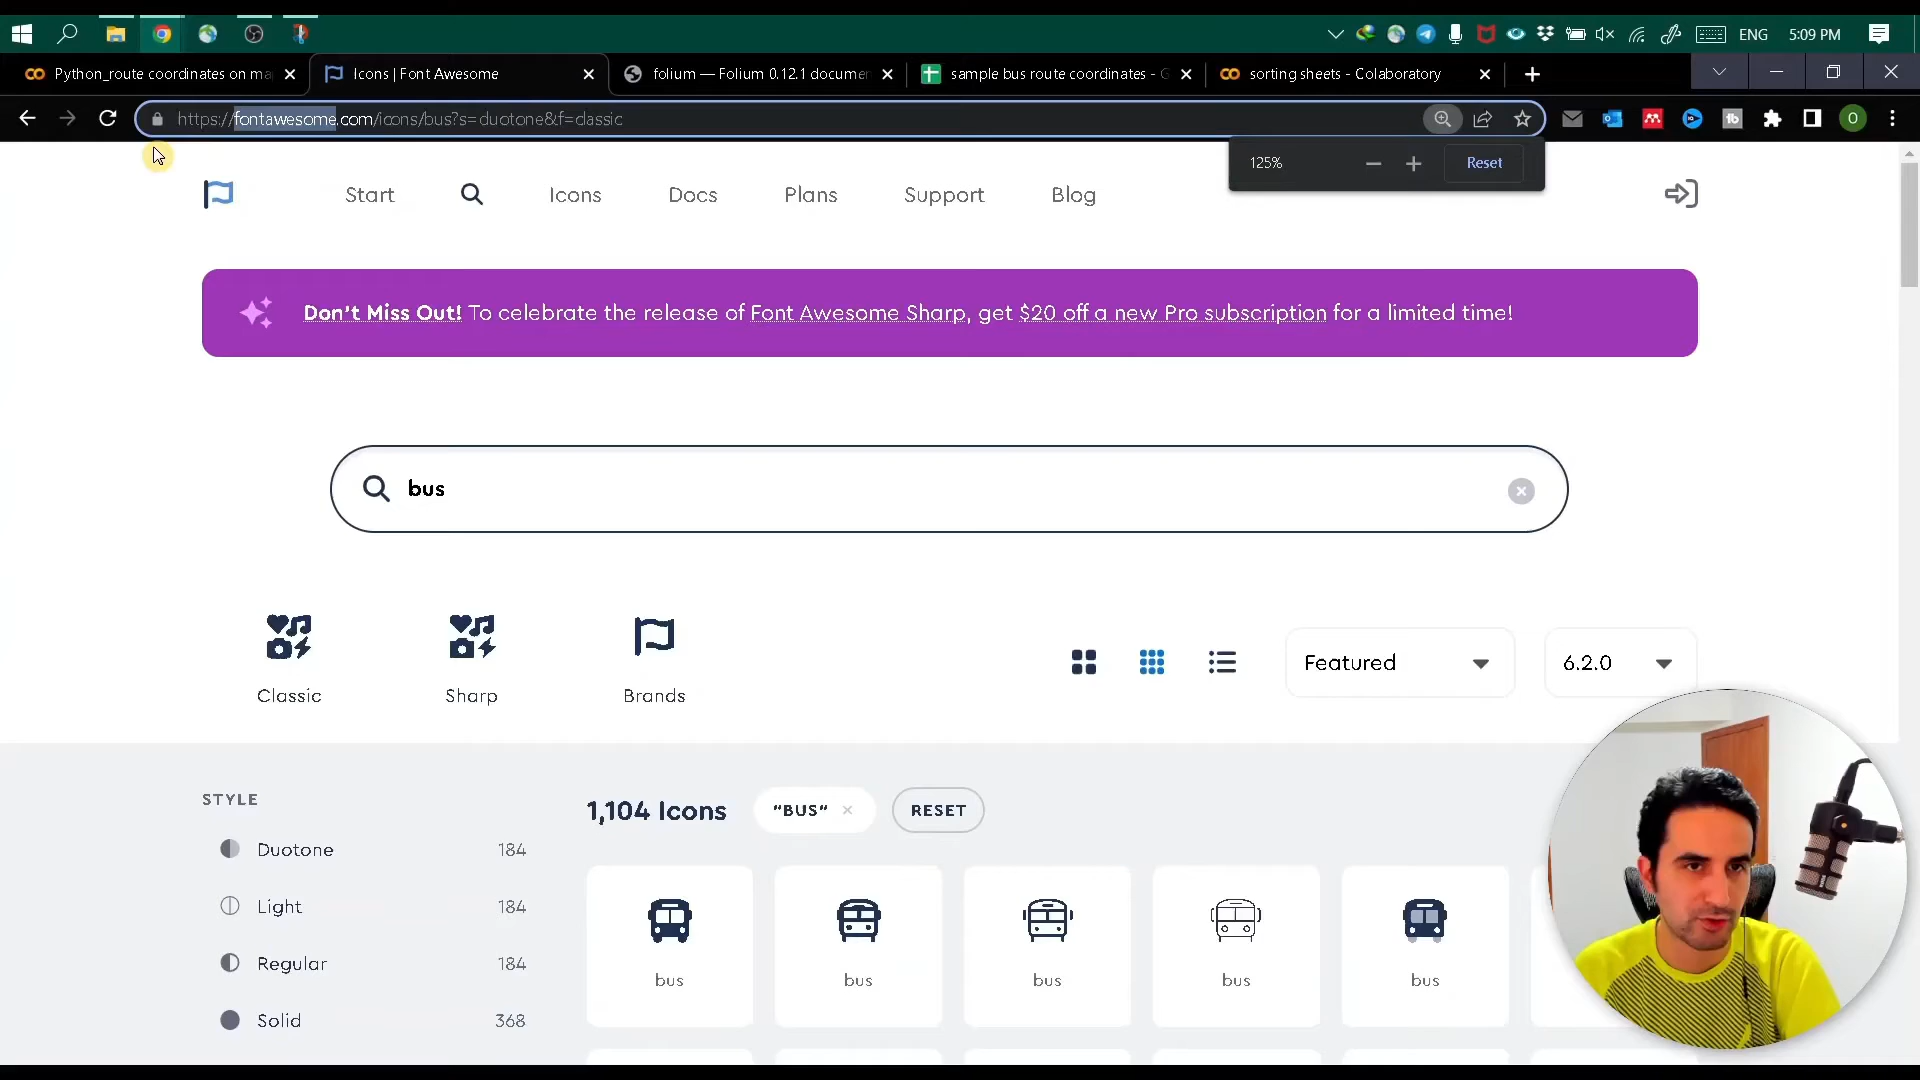 ENG
5:09 PM
Python_route coordinates on ma
Icons | Font Awesome
folium — Folium 0.12.1 documen
sample bus route coordinates - G
sorting sheets - Colaboratory
https://fontawesome.com/icons/bus?s=duotone&f=classic
O
125%
Reset
Start
Icons
Docs
Plans
Support
Blog
Don't Miss Out! To celebrate the release of Font Awesome Sharp, get $20 off a new Pro subscription for a limited time!
bus
Classic
Sharp
Brands
Featured
6.2.0
STYLE
Duotone 184
Light 184
Regular 184
Solid 368
1,104 Icons
"BUS"
RESET
bus
bus
bus
bus
bus